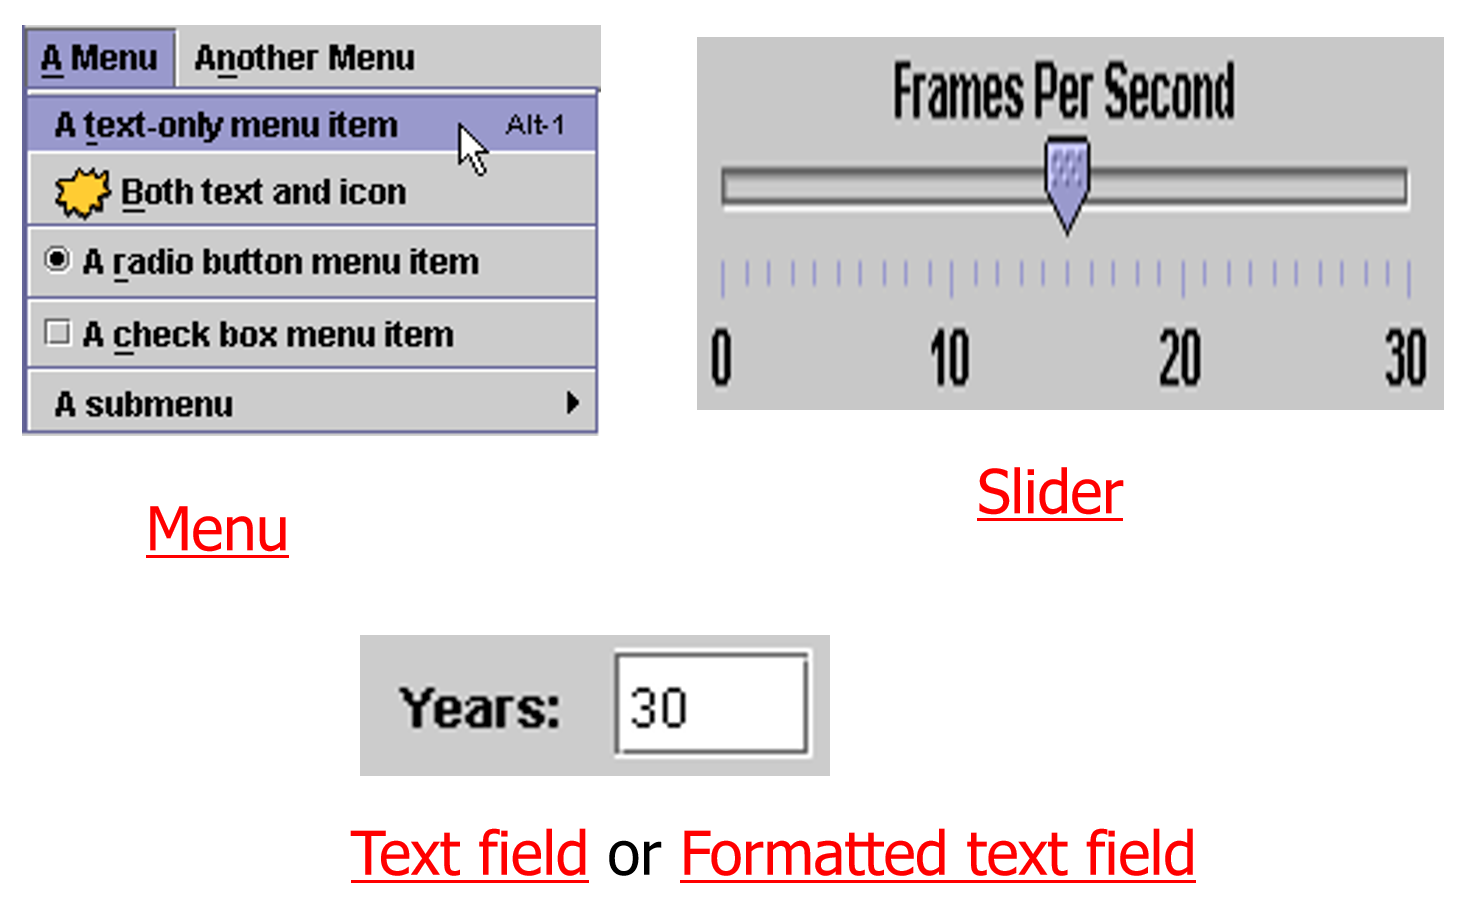 A Menu Another Menu
A text-only menu item Alt-1
Both text and icon
A radio button menu item
A check box menu item
A submenu
Menu
Frames Per Second
0 10 20 30
Slider
Years: 30
Text field or Formatted text field